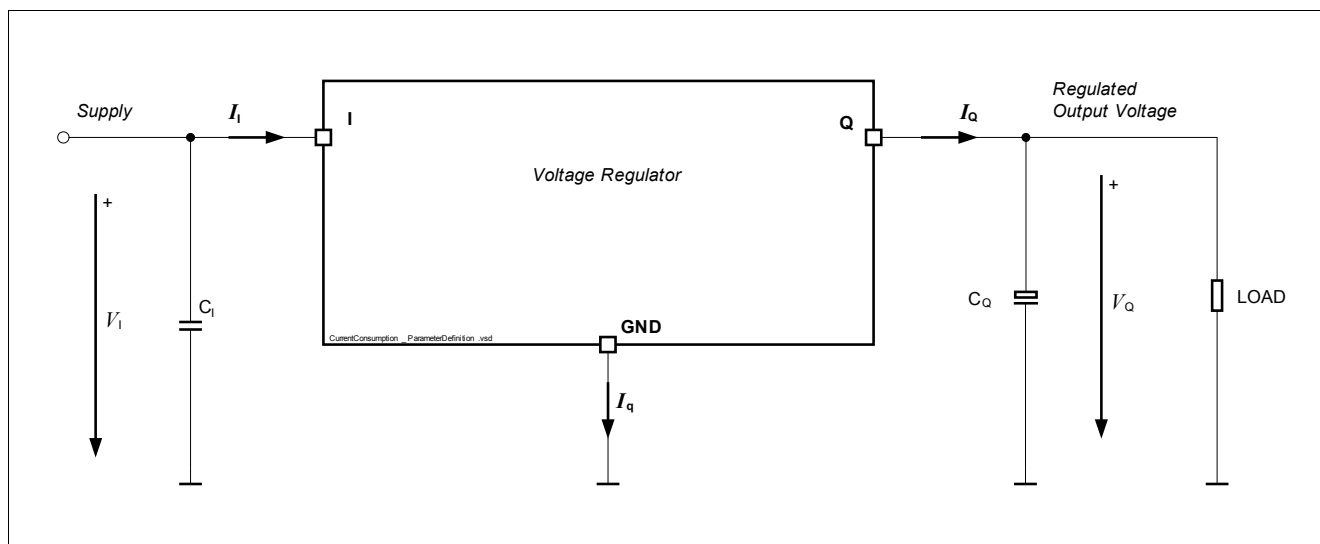 Supply
I_I
I
Q
I_Q
Regulated
Output Voltage
Voltage Regulator
+
+
V_I
C_I
C_Q
V_Q
LOAD
GND
CurrentConsumption _ ParameterDefinition .vsd
I_q